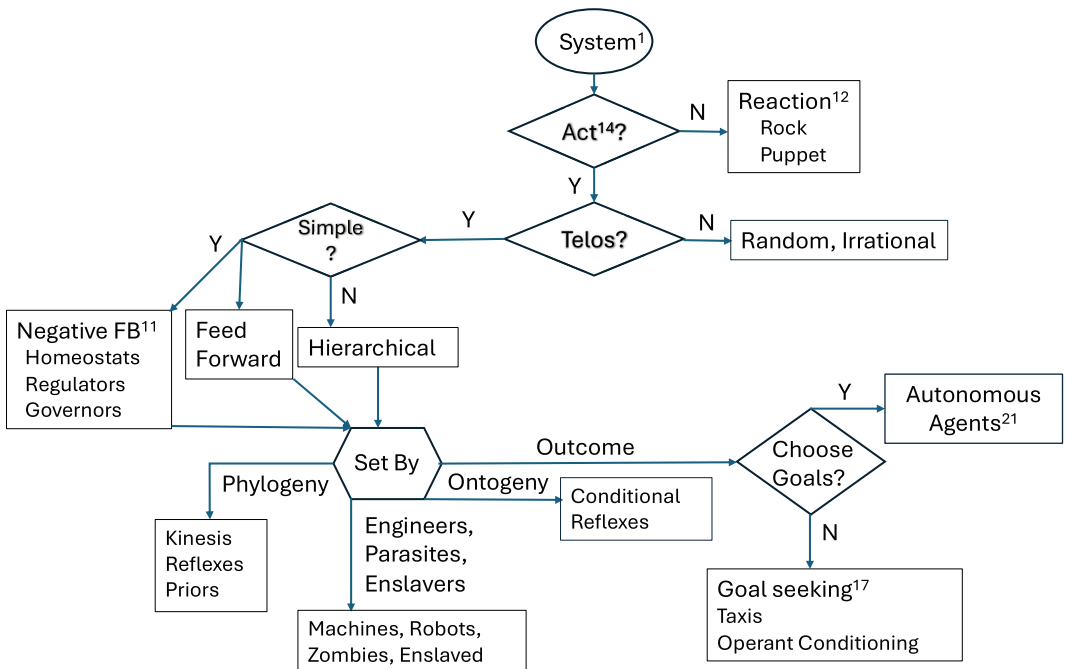 System¹
Act¹⁴?
N
Reaction¹²
Rock
Puppet
Y
Telos?
N
Random, Irrational
Y
Simple
?
Y
N
Negative FB¹¹
Homeostats
Regulators
Governors
Feed
Forward
Hierarchical
Set By
Outcome
Choose
Goals?
Y
Autonomous
Agents²¹
N
Goal seeking¹⁷
Taxis
Operant Conditioning
Ontogeny
Conditional
Reflexes
Phylogeny
Kinesis
Reflexes
Priors
Engineers,
Parasites,
Enslavers
Machines, Robots,
Zombies, Enslaved